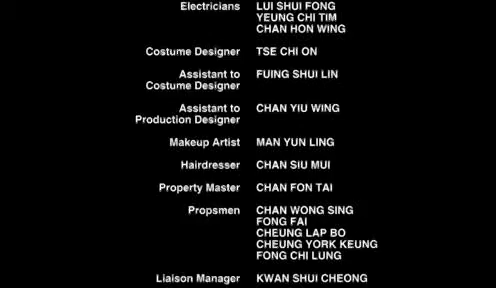 Electricians LUI SHUI FONG
YEUNG CHI TIM
CHAN HON WING
Costume Designer TSE CHI ON
Assistant to
Costume Designer FUING SHUI LIN
Assistant to
Production Designer CHAN YIU WING
Makeup Artist MAN YUN LING
Hairdresser CHAN SIU MUI
Property Master CHAN FON TAI
Propsmen CHAN WONG SING
FONG FAI
CHEUNG LAP BO
CHEUNG YORK KEUNG
FONG CHI LUNG
Liaison Manager KWAN SHUI CHEONG